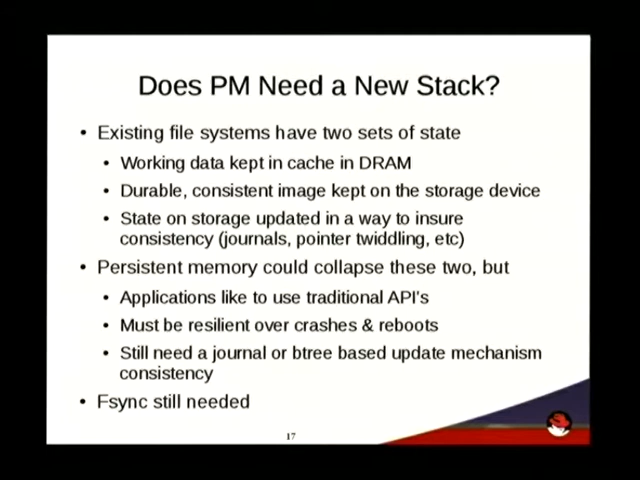 Does PM Need a New Stack?
• Existing file systems have two sets of state
• Working data kept in cache in DRAM
• Durable, consistent image kept on the storage device
• State on storage updated in a way to insure
consistency (journals, pointer twiddling, etc)
• Persistent memory could collapse these two, but
• Applications like to use traditional API's
• Must be resilient over crashes & reboots
• Still need a journal or btree based update mechanism
consistency
• Fsync still needed
17